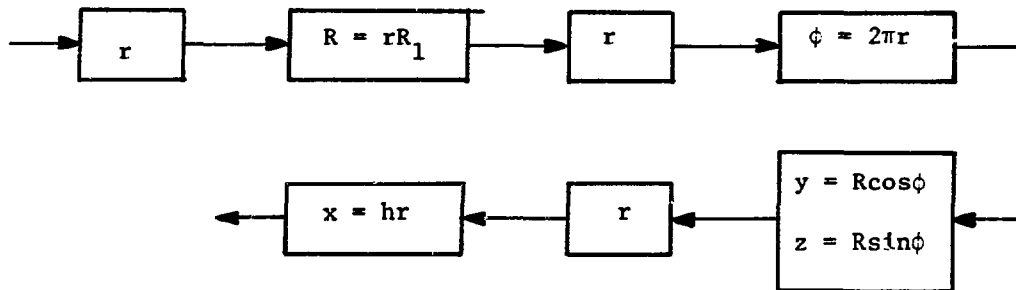 r
R = rR₁
r
ϕ = 2πr
y = Rcosϕ
z = Rsinϕ
r
x = hr